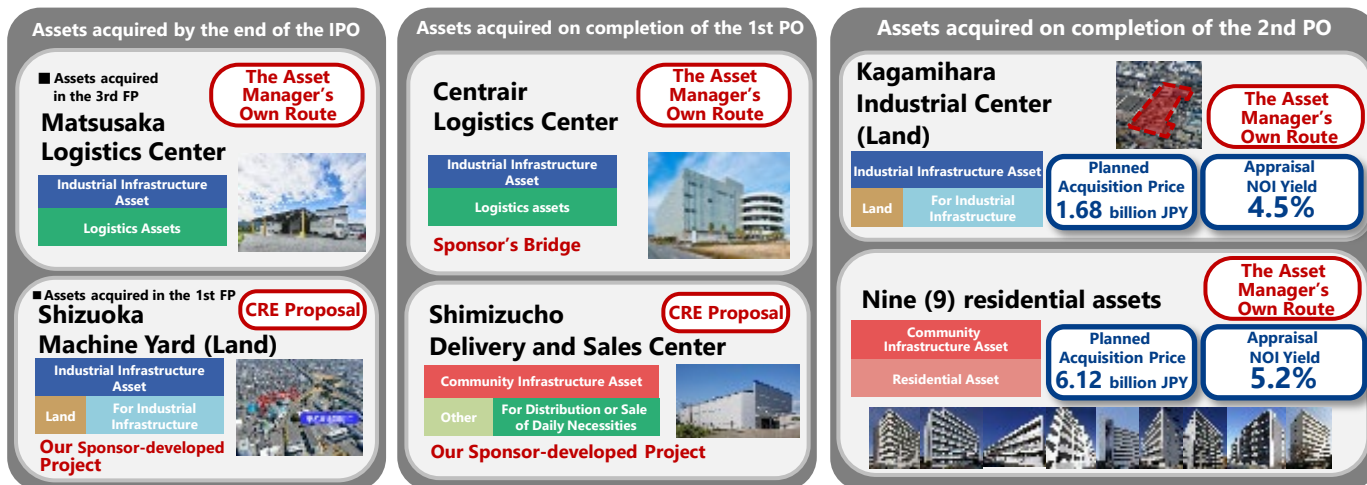 Assets acquired by the end of the IPO
■ Assets acquired
in the 3rd FP
The Asset
Manager's
Own Route
Matsusaka
Logistics Center
Industrial Infrastructure
Asset
Logistics Assets
■ Assets acquired in the 1st FP
CRE Proposal
Shizuoka
Machine Yard (Land)
Industrial Infrastructure
Asset
Land
For Industrial
Infrastructure
Our Sponsor-developed
Project
Assets acquired on completion of the 1st PO
Centrair
Logistics Center
The Asset
Manager's
Own Route
Industrial Infrastructure
Asset
Logistics assets
Sponsor's Bridge
Shimizucho
Delivery and Sales Center
CRE Proposal
Community Infrastructure Asset
Other
For Distribution or Sale
of Daily Necessities
Our Sponsor-developed Project
Assets acquired on completion of the 2nd PO
Kagamihara
Industrial Center
(Land)
The Asset
Manager's
Own Route
Industrial Infrastructure Asset
Land
For Industrial
Infrastructure
Planned
Acquisition Price
1.68 billion JPY
Appraisal
NOI Yield
4.5%
Nine (9) residential assets
The Asset
Manager's
Own Route
Community
Infrastructure Asset
Residential Asset
Planned
Acquisition Price
6.12 billion JPY
Appraisal
NOI Yield
5.2%